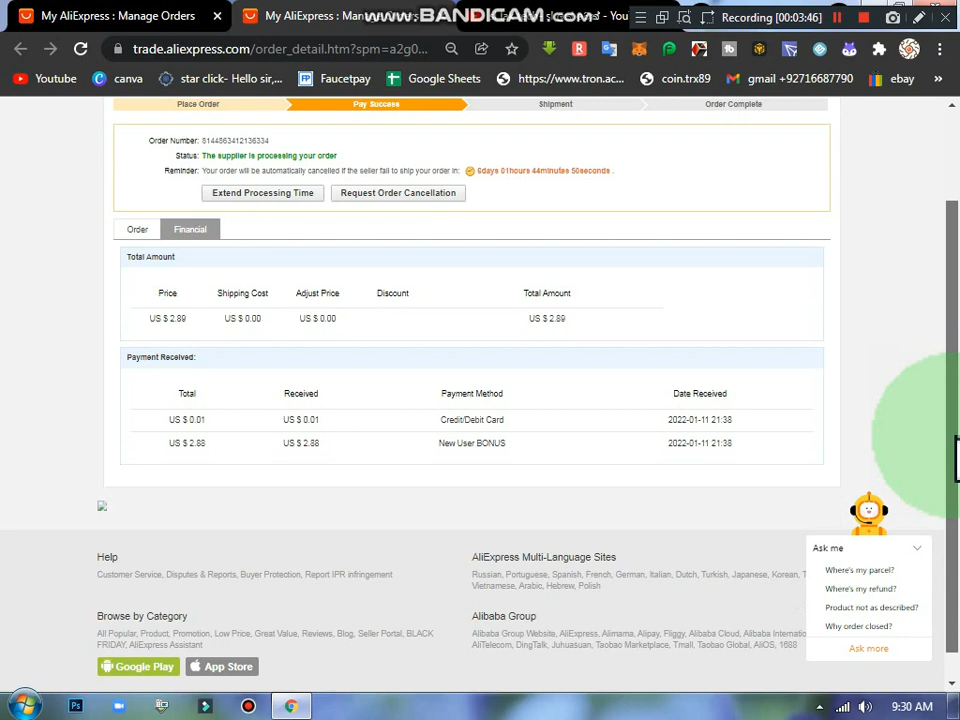 My AliExpress : Manage Orders
My AliExpress : Man
www.BANDICAM.com
- You
Recording [00:03:46]
trade.aliexpress.com/order_detail.htm?spm=a2g0...
Youtube
canva
star click- Hello sir,...
Faucetpay
Google Sheets
https://www.tron.ac...
coin.trx89
gmail +92716687790
ebay
»
Place Order
Pay Success
Shipment
Order Complete
Order Number: 8144863412136334
Status: The supplier is processing your order
Reminder: Your order will be automatically cancelled if the seller fail to ship your order in: 6days 01hours 44minutes 50seconds .
Extend Processing Time
Request Order Cancellation
Order
Financial
Total Amount
Price Shipping Cost Adjust Price Discount Total Amount
US $ 2.89 US $ 0.00 US $ 0.00 US $ 2.89
Payment Received:
Total Received Payment Method Date Received
US $ 0.01 US $ 0.01 Credit/Debit Card 2022-01-11 21:38
US $ 2.88 US $ 2.88 New User BONUS 2022-01-11 21:38
Help
Customer Service, Disputes & Reports, Buyer Protection, Report IPR infringement
AliExpress Multi-Language Sites
Russian, Portuguese, Spanish, French, German, Italian, Dutch, Turkish, Japanese, Korean, T
Vietnamese, Arabic, Hebrew, Polish
Browse by Category
All Popular, Product, Promotion, Low Price, Great Value, Reviews, Blog, Seller Portal, BLACK
FRIDAY, AliExpress Assistant
Alibaba Group
Alibaba Group Website, AliExpress, Alimama, Alipay, Fliggy, Alibaba Cloud, Alibaba Internatio
AliTelecom, DingTalk, Juhuasuan, Taobao Marketplace, Tmall, Taobao Global, AliOS, 1688
Google Play
App Store
Ask me
Where's my parcel?
Where's my refund?
Product not as described?
Why order closed?
Ask more
Ps
9:30 AM